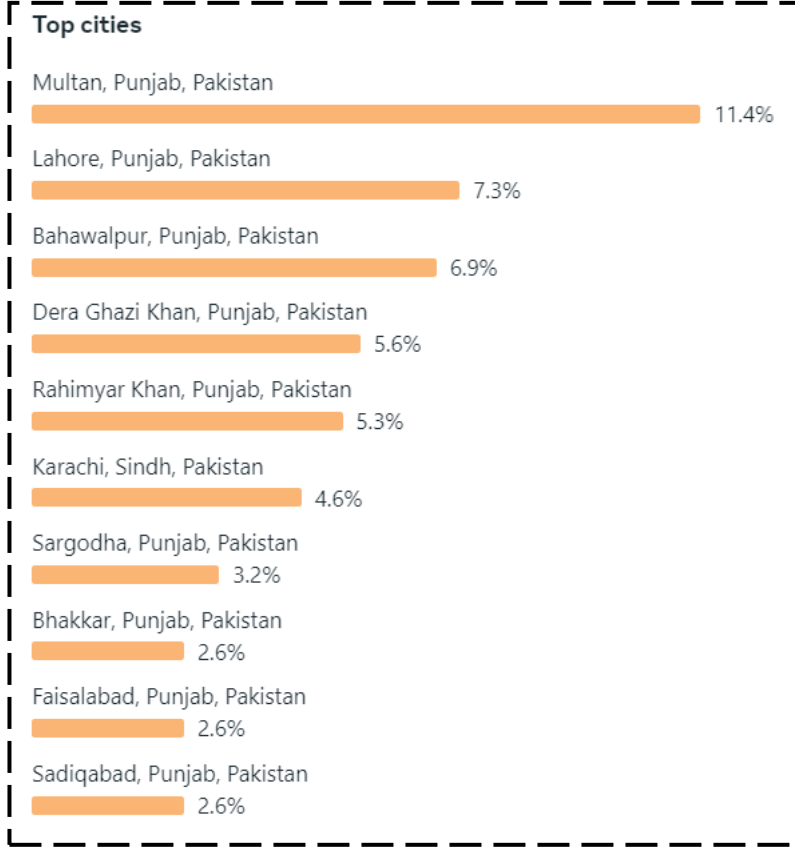 Top cities
Multan, Punjab, Pakistan
11.4%
Lahore, Punjab, Pakistan
7.3%
Bahawalpur, Punjab, Pakistan
6.9%
Dera Ghazi Khan, Punjab, Pakistan
5.6%
Rahimyar Khan, Punjab, Pakistan
5.3%
Karachi, Sindh, Pakistan
4.6%
Sargodha, Punjab, Pakistan
3.2%
Bhakkar, Punjab, Pakistan
2.6%
Faisalabad, Punjab, Pakistan
2.6%
Sadiqabad, Punjab, Pakistan
2.6%